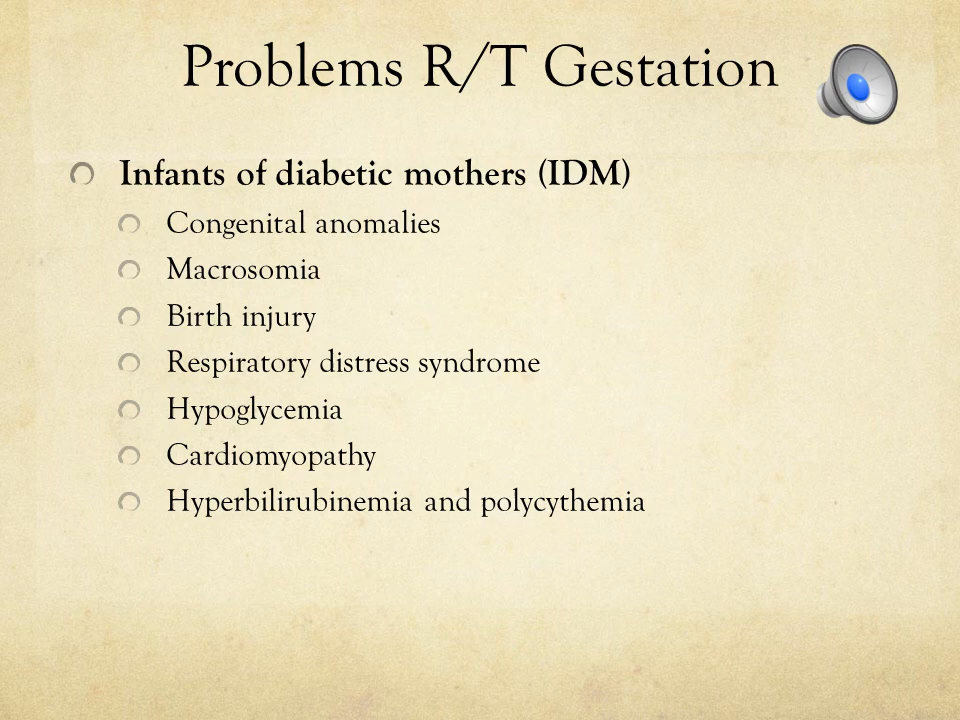 Problems R/T Gestation
Infants of diabetic mothers (IDM)
Congenital anomalies
Macrosomia
Birth injury
Respiratory distress syndrome
Hypoglycemia
Cardiomyopathy
Hyperbilirubinemia and polycythemia